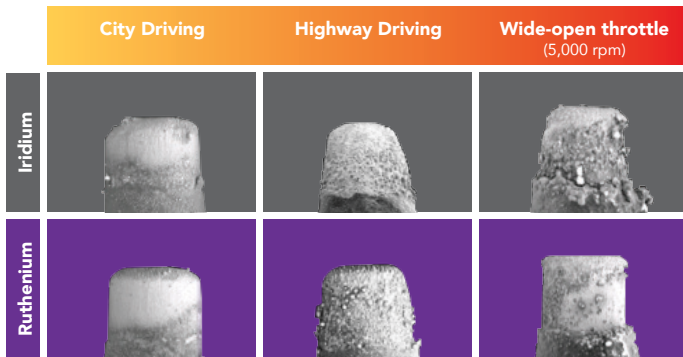 City Driving
Highway Driving
Wide-open throttle
(5,000 rpm)
Iridium
Ruthenium